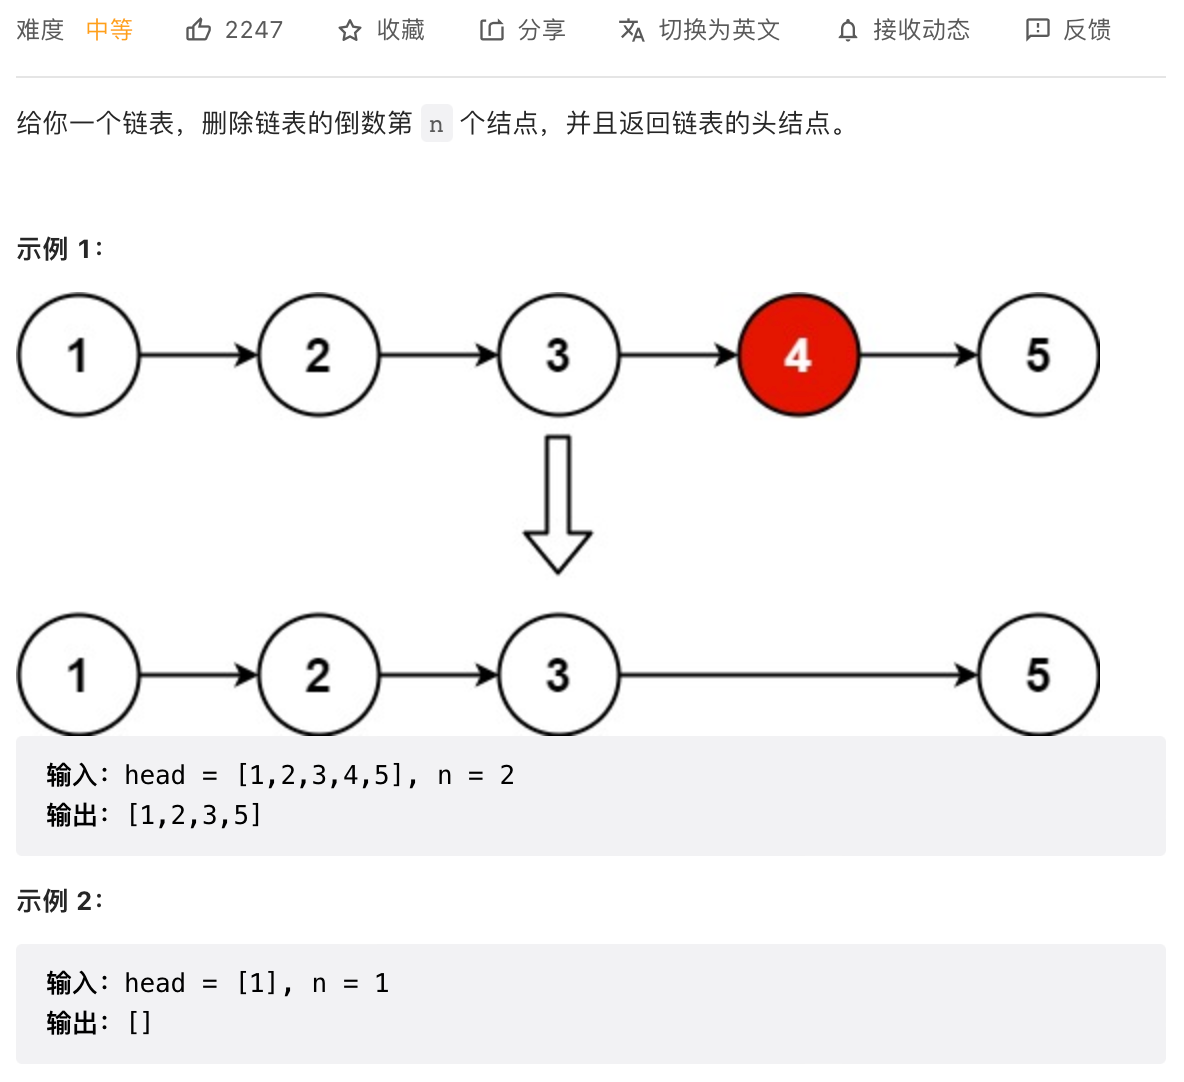 难度 中等 2247 收藏 分享 切换为英文 接收动态 反馈
给你一个链表，删除链表的倒数第 n 个结点，并且返回链表的头结点。
示例 1：
1 2 3 4 5
1 2 3 5
输入：head = [1,2,3,4,5], n = 2
输出：[1,2,3,5]
示例 2：
输入：head = [1], n = 1
输出：[]